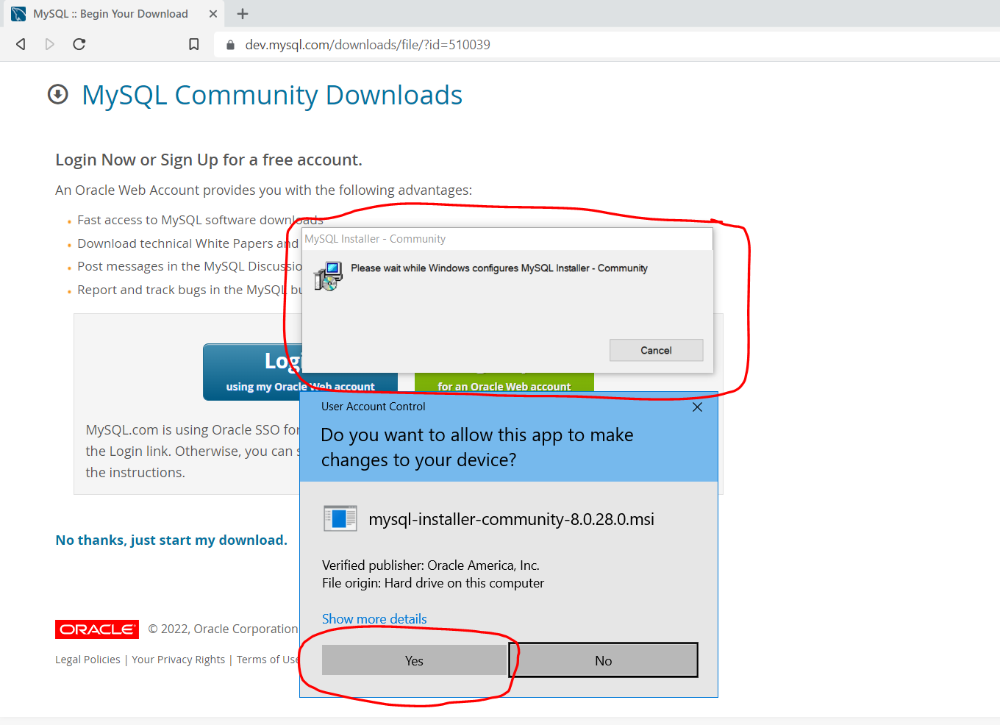 MySQL :: Begin Your Download
dev.mysql.com/downloads/file/?id=510039
MySQL Community Downloads
Login Now or Sign Up for a free account.
An Oracle Web Account provides you with the following advantages:
Fast access to MySQL software downloads
Download technical White Papers and
Post messages in the MySQL Discussio
Report and track bugs in the MySQL bu
MySQL Installer - Community
Please wait while Windows configures MySQL Installer - Community
Cancel
Logi
using my Oracle Web account
for an Oracle Web account
MySQL.com is using Oracle SSO for
the Login link. Otherwise, you can s
the instructions.
User Account Control
Do you want to allow this app to make
changes to your device?
mysql-installer-community-8.0.28.0.msi
No thanks, just start my download.
Verified publisher: Oracle America, Inc.
File origin: Hard drive on this computer
Show more details
Yes
No
ORACLE © 2022, Oracle Corporation
Legal Policies | Your Privacy Rights | Terms of Use